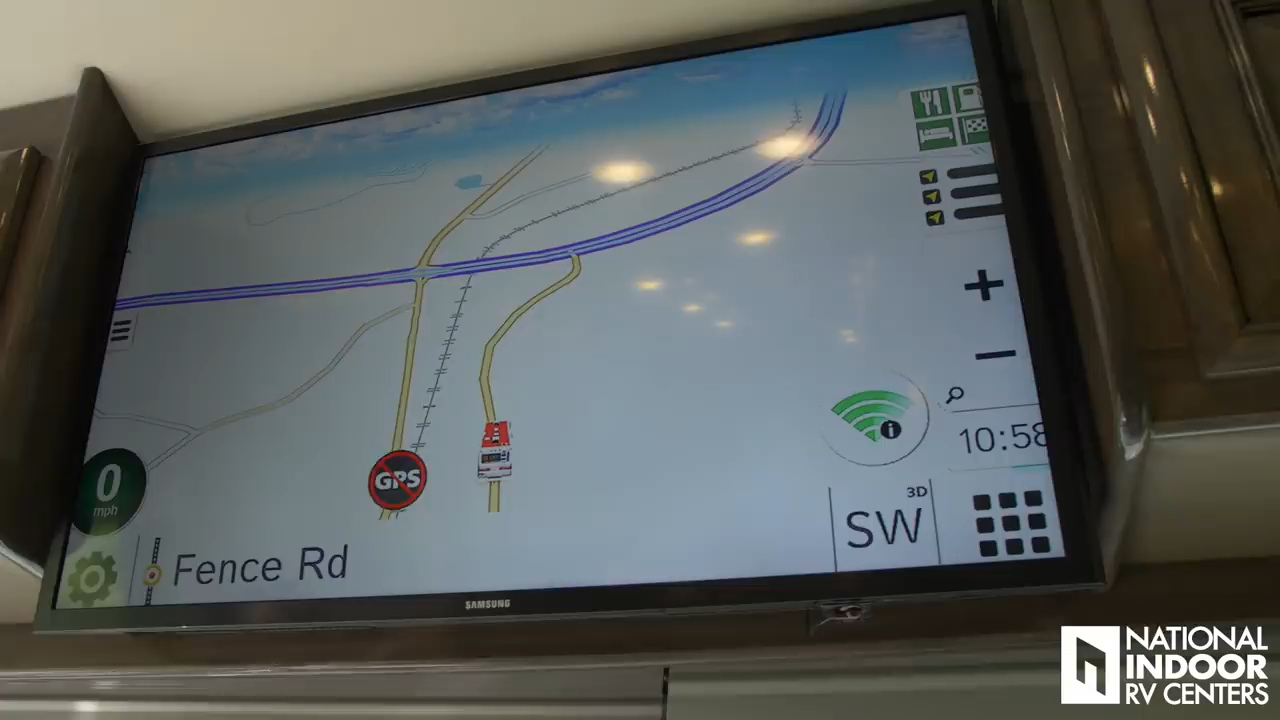 10:58
0
mph
GPS
3D
SW
Fence Rd
SAMSUNG
NATIONAL
INDOOR
RV CENTERS